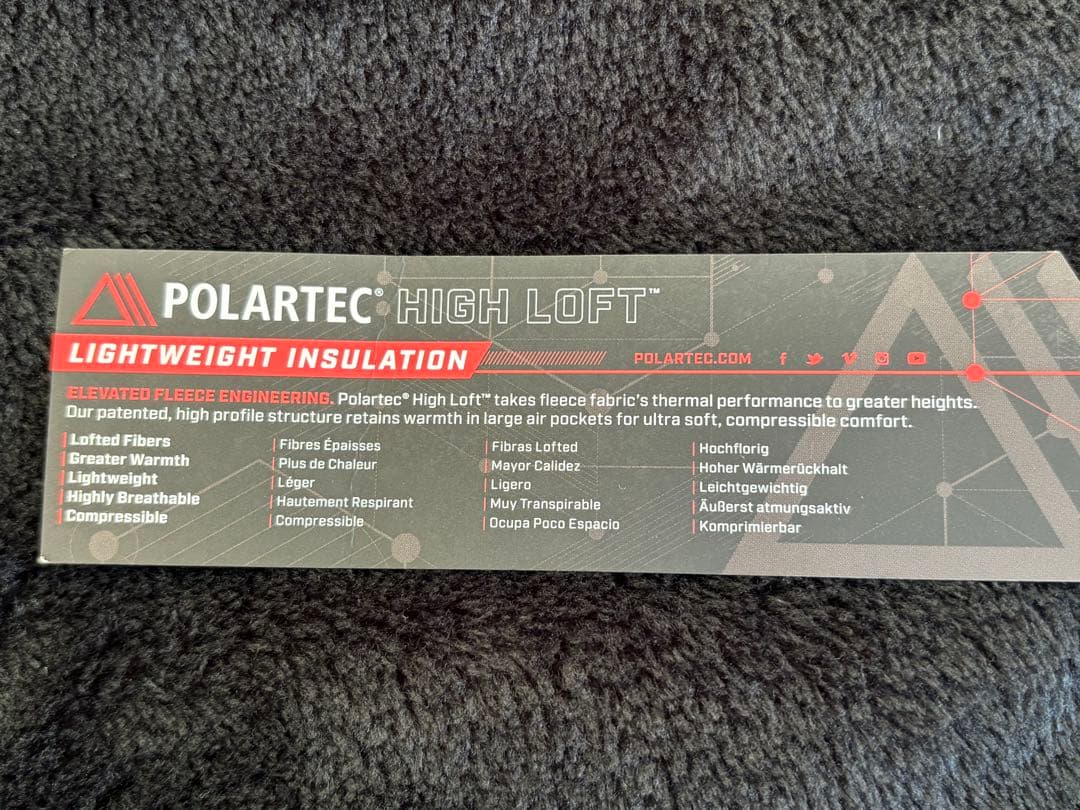 POLARTEC® HIGH LOFT™
LIGHTWEIGHT INSULATION
POLARTEC.COM
ELEVATED FLEECE ENGINEERING. Polartec® High Loft™ takes fleece fabric's thermal performance to greater heights.
Our patented, high profile structure retains warmth in large air pockets for ultra soft, compressible comfort.
Lofted Fibers
Greater Warmth
Lightweight
Highly Breathable
Compressible
Fibres Épaisses
Plus de Chaleur
Léger
Hautement Respirant
Compressible
Fibras Lofted
Mayor Calidez
Ligero
Muy Transpirable
Ocupa Poco Espacio
Hochflorig
Hoher Wärmerückhalt
Leichtgewichtig
Äußerst atmungsaktiv
Komprimierbar